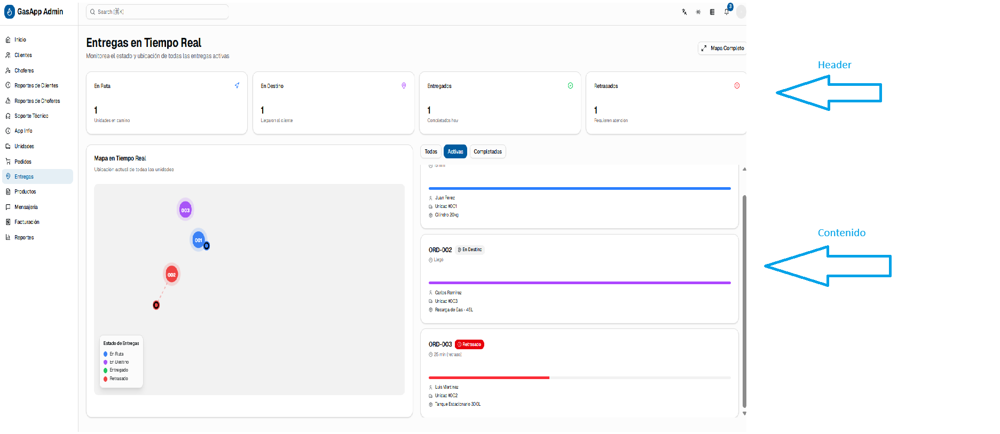 GasApp Admin
Search (⌘K)
3
Inicio
Clientes
Choferes
Reportes de Clientes
Reportes de Choferes
Soporte Técnico
App Info
Unidades
Pedidos
Entregas
Productos
Mensajería
Facturación
Reportes
Entregas en Tiempo Real
Monitorea el estado y ubicación de todas las entregas activas
Mapa Completo
En Ruta
1
Unidades en camino
En Destino
1
Llegaron al cliente
Entregados
1
Completados hoy
Retrasados
1
Requieren atención
Mapa en Tiempo Real
Ubicación actual de todas las unidades
003
001
002
Estado de Entregas
En Ruta
En Destino
Entregado
Retrasado
Todas
Activas
Completadas
15 min
Juan Pérez
Unidad #001
Cilindro 20kg
ORD-002
En Destino
Llegó
Carlos Ramírez
Unidad #003
Recarga de Gas - 45L
ORD-003
Retrasado
25 min (retraso)
Luis Martínez
Unidad #002
Tanque Estacionario 300L
Header
Contenido